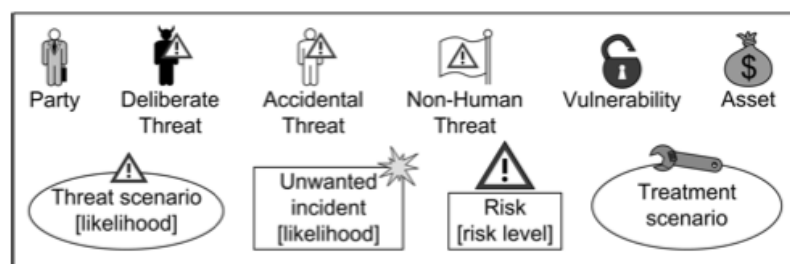 Party
Deliberate
Threat
Accidental
Threat
Non-Human
Threat
Vulnerability
$
Asset
Threat scenario
[likelihood]
Unwanted
incident
[likelihood]
Risk
[risk level]
Treatment
scenario